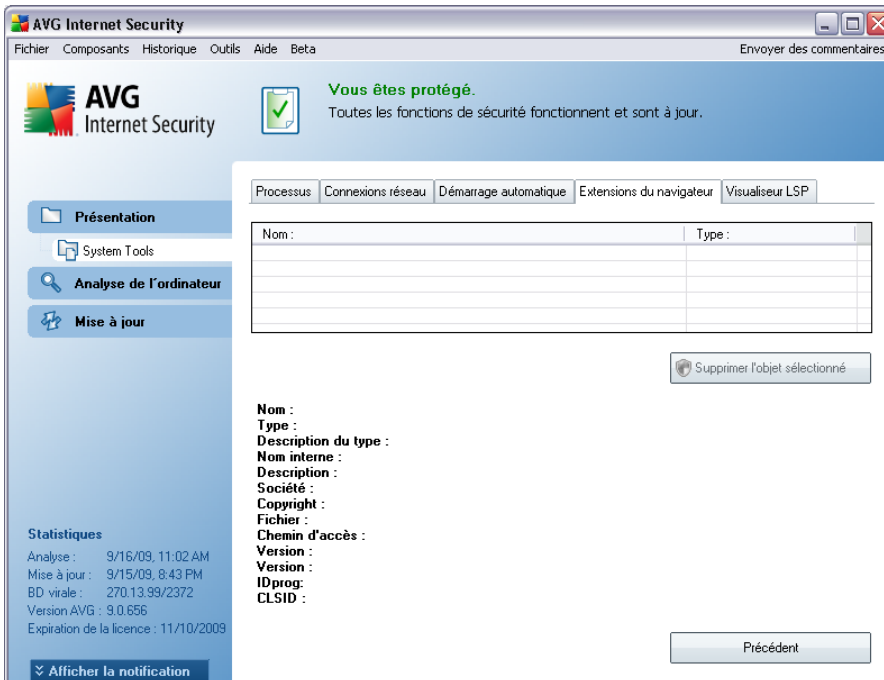 AVG Internet Security
Fichier Composants Historique Outils Aide Beta Envoyer des commentaires
AVG
Internet Security
Vous êtes protégé.
Toutes les fonctions de sécurité fonctionnent et sont à jour.
Processus Connexions réseau Démarrage automatique Extensions du navigateur Visualiseur LSP
Présentation
System Tools
Analyse de l'ordinateur
Mise à jour
Nom : Type :
Supprimer l'objet sélectionné
Nom :
Type :
Description du type :
Nom interne :
Description :
Société :
Copyright :
Fichier :
Chemin d'accès :
Version :
Version :
IDprog:
CLSID :
Statistiques
Analyse : 9/16/09, 11:02 AM
Mise à jour : 9/15/09, 8:43 PM
BD virale : 270.13.99/2372
Version AVG : 9.0.656
Expiration de la licence : 11/10/2009
Afficher la notification
Précédent